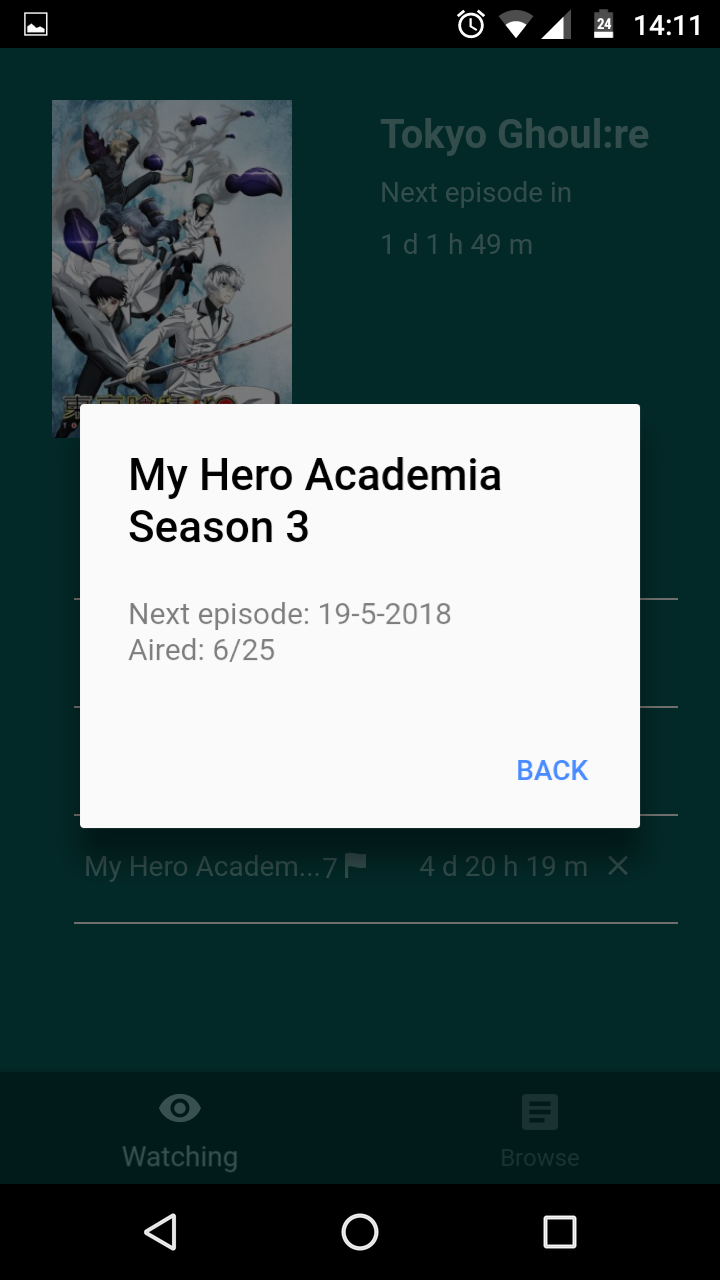 24 14:11
Tokyo Ghoul:re
Next episode in
1 d 1 h 49 m
My Hero Academia
Season 3
Next episode: 19-5-2018
Aired: 6/25
BACK
My Hero Academ...7 4 d 20 h 19 m
Watching Browse